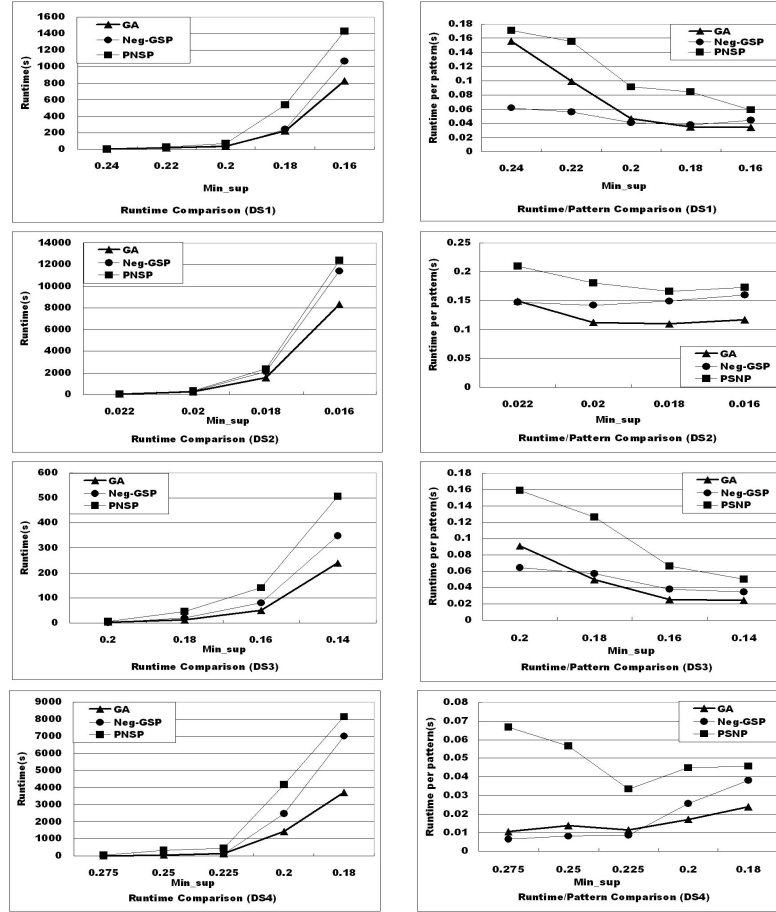 1600
1400
1200
1000
800
600
400
200
0
Runtime(s)
GA
Neg-GSP
PNSP
0.24 0.22 0.2 0.18 0.16
Min_sup
Runtime Comparison (DS1)
0.18
0.16
0.14
0.12
0.1
0.08
0.06
0.04
0.02
0
Runtime per pattern(s)
GA
Neg-GSP
PNSP
0.24 0.22 0.2 0.18 0.16
Min_sup
Runtime/Pattern Comparison (DS1)
14000
12000
10000
8000
6000
4000
2000
0
Runtime(s)
GA
Neg-GSP
PNSP
0.022 0.02 0.018 0.016
Min_sup
Runtime Comparison (DS2)
0.25
0.2
0.15
0.1
0.05
0
Runtime per pattern(s)
GA
Neg-GSP
PSNP
0.022 0.02 0.018 0.016
Min_sup
Runtime/Pattern Comparison (DS2)
600
500
400
300
200
100
0
Runtime(s)
GA
Neg-GSP
PNSP
0.2 0.18 0.16 0.14
Min_sup
Runtime Comparison (DS3)
0.18
0.16
0.14
0.12
0.1
0.08
0.06
0.04
0.02
0
Runtime per pattern(s)
GA
Neg-GSP
PSNP
0.2 0.18 0.16 0.14
Min_sup
Runtime/Pattern Comparison (DS3)
9000
8000
7000
6000
5000
4000
3000
2000
1000
0
Runtime(s)
GA
Neg-GSP
PNSP
0.275 0.25 0.225 0.2 0.18
Min_sup
Runtime Comparison (DS4)
0.08
0.07
0.06
0.05
0.04
0.03
0.02
0.01
0
Runtime per pattern(s)
GA
Neg-GSP
PSNP
0.275 0.25 0.225 0.2 0.18
Min_sup
Runtime/Pattern Comparison (DS4)